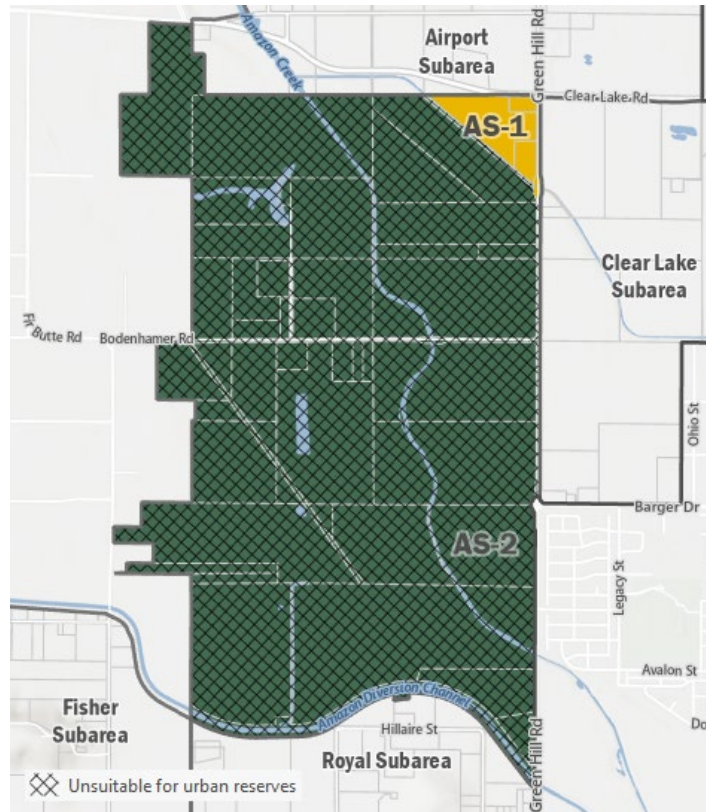 Airport
Subarea
Amazon Creek
Green Hill Rd
Clear Lake Rd
AS-1
Clear Lake
Subarea
Fir Butte Rd
Bodenhamer Rd
Ohio St
Barger Dr
AS-2
Legacy St
Avalon St
Fisher
Subarea
Amazon Diversion Channel
Hillaire St
Do
Royal Subarea
Green Hill Rd
Unsuitable for urban reserves